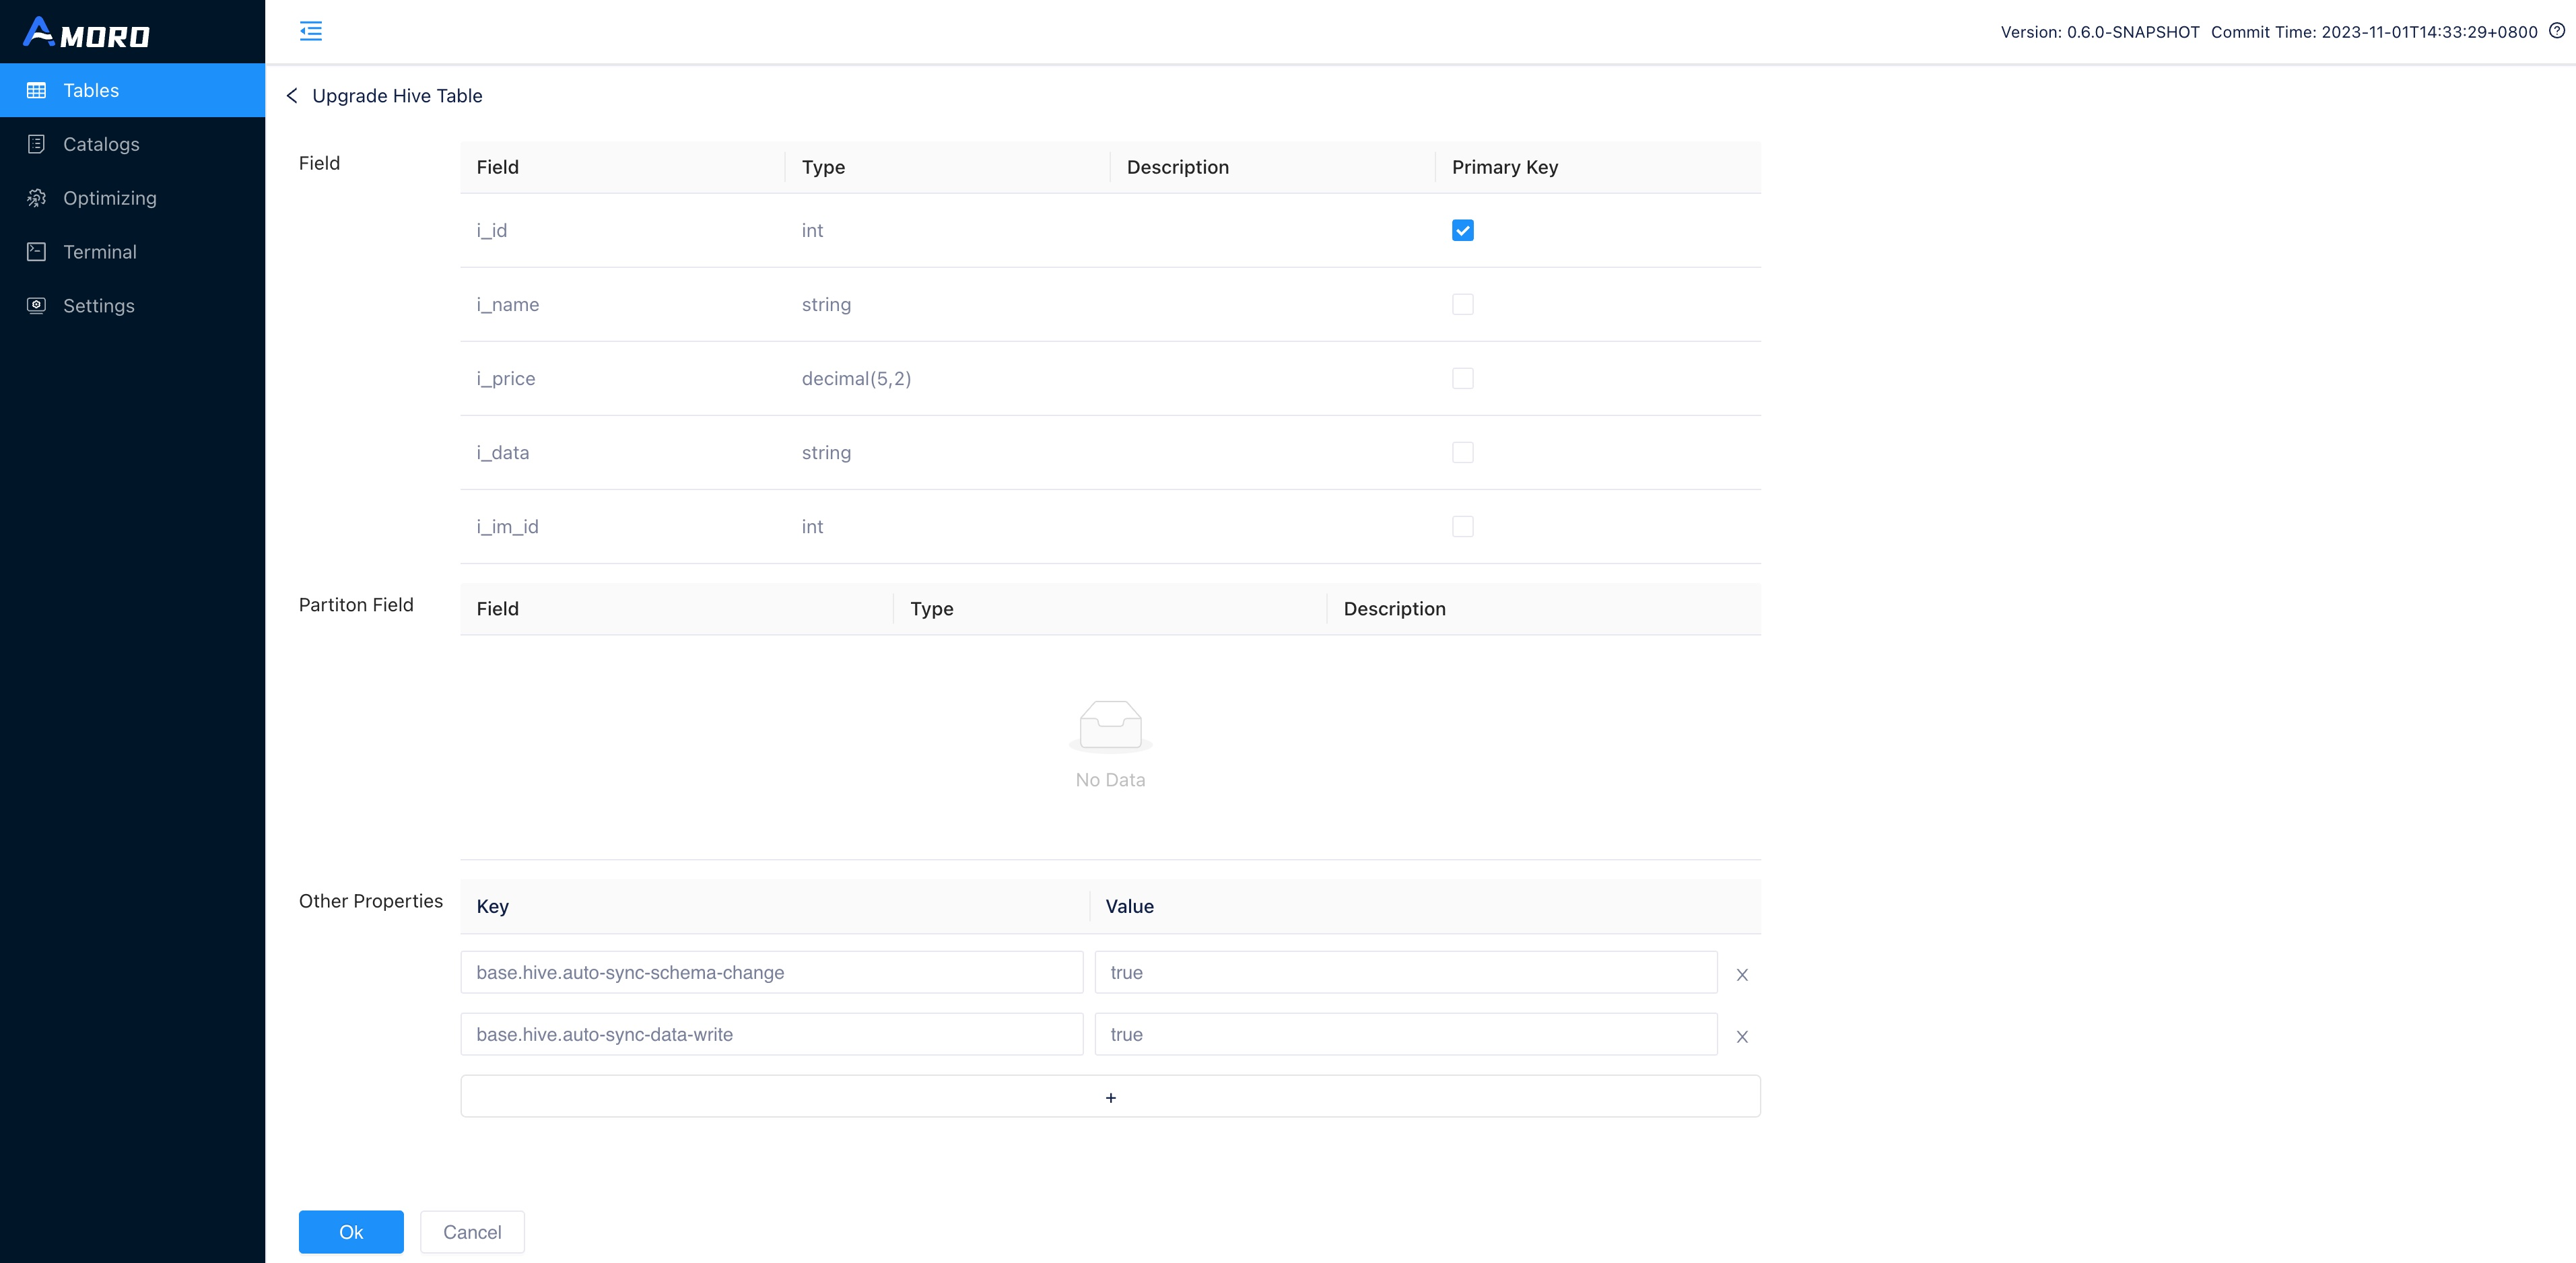 AMORO
Version: 0.6.0-SNAPSHOT Commit Time: 2023-11-01T14:33:29+0800
Tables
Catalogs
Optimizing
Terminal
Settings
Upgrade Hive Table
Field
Field Type Description Primary Key
i_id int
i_name string
i_price decimal(5,2)
i_data string
i_im_id int
Partiton Field
Field Type Description
No Data
Other Properties
Key Value
base.hive.auto-sync-schema-change true X
base.hive.auto-sync-data-write true X
+
Ok Cancel